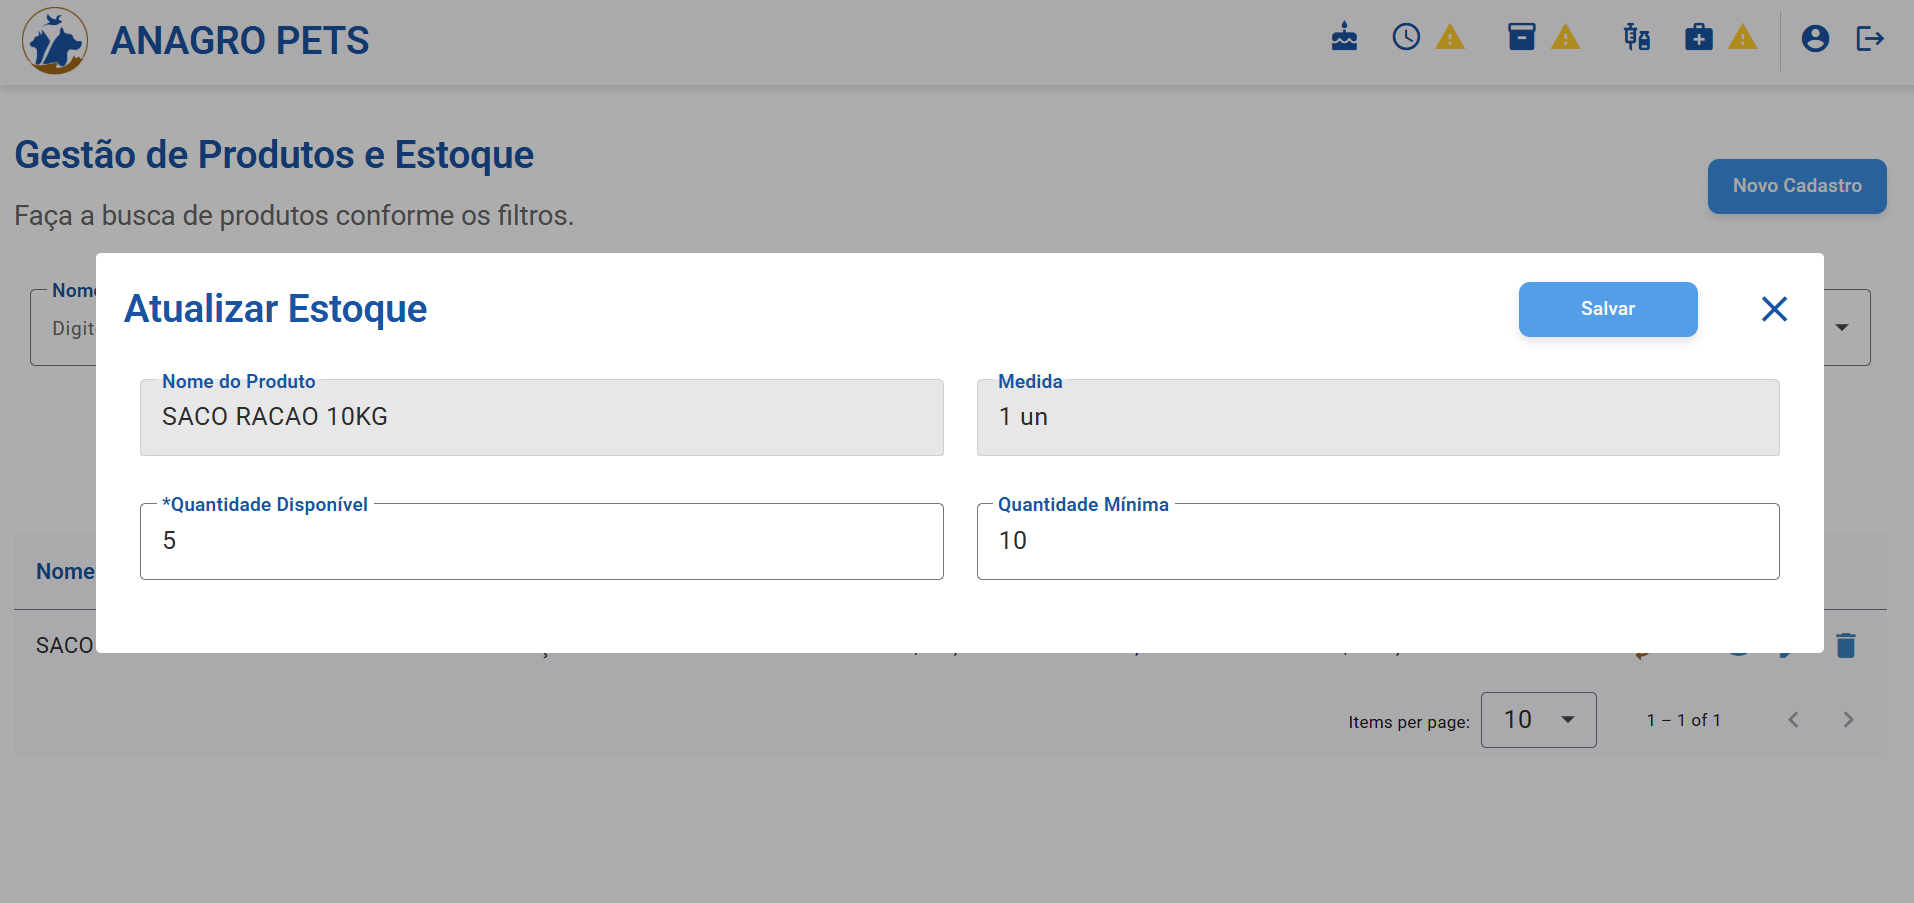 ANAGRO PETS
Gestão de Produtos e Estoque
Novo Cadastro
Faça a busca de produtos conforme os filtros.
Atualizar Estoque
Salvar
Nome do Produto
SACO RACAO 10KG
Medida
1 un
*Quantidade Disponível
5
Quantidade Mínima
10
Nome
SACO
Items per page:
10
1 – 1 of 1